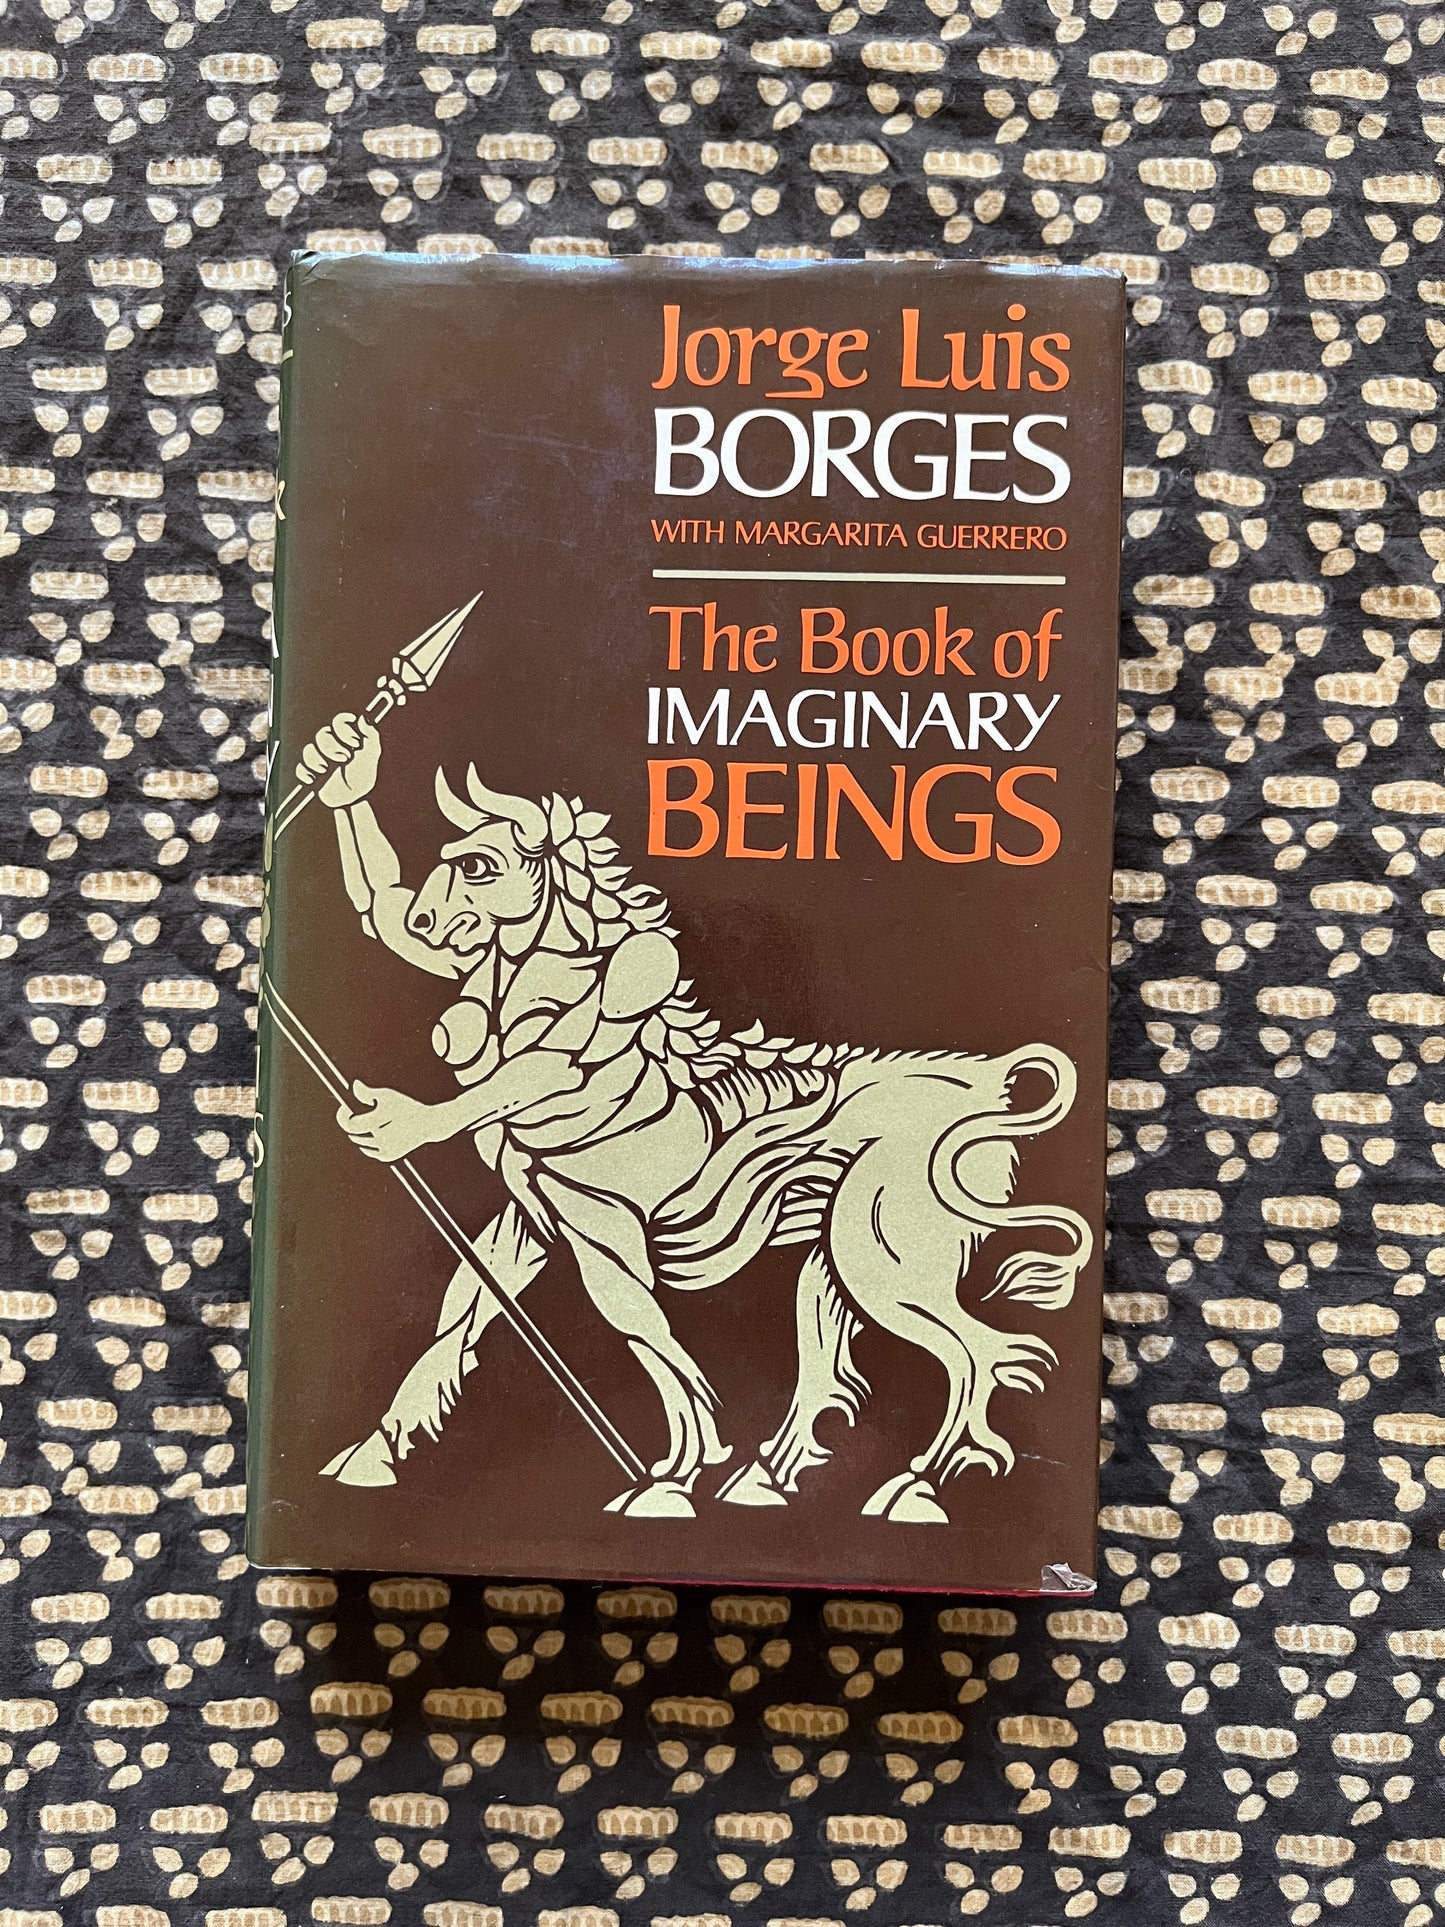 Jorge Luis
BORGES
WITH MARGARITA GUERRERO
The Book of
IMAGINARY
BEINGS